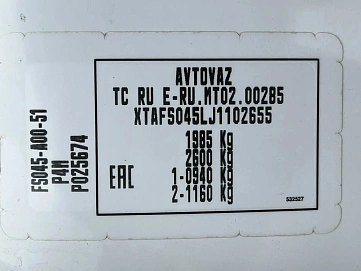 AVTOVAZ
TC RU E-RU.MT02.00285
XTAFS045LJ1102655
1985 Kg
2600 Kg
1-0940 Kg
2-1160 Kg
EAC
532527
FS045-A00-51
P4M
P025674